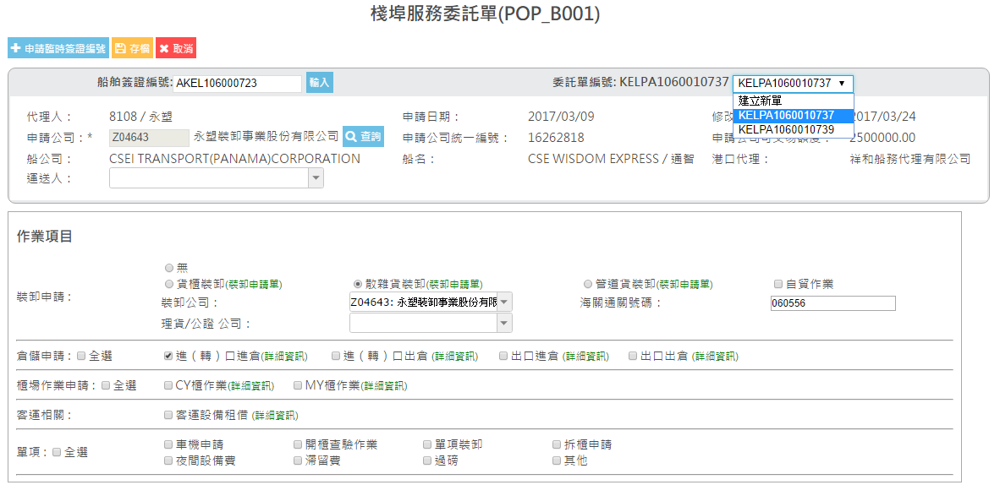 棧埠服務委託單(POP_B001)
申請臨時簽證編號 存檔 取消
船舶簽證編號: AKEL106000723 輸入 委託單編號: KELPA1060010737 KELPA1060010737
建立新單
KELPA1060010737
KELPA1060010739
代理人： 8108 / 永塑 申請日期： 2017/03/09 修改 2017/03/24
申請公司：* Z04643 永塑裝卸事業股份有限公司 查詢 申請公司統一編號： 16262818 申請公司可交易額度： 2500000.00
船公司： CSEI TRANSPORT(PANAMA)CORPORATION 船名： CSE WISDOM EXPRESS / 通智 港口代理： 祥和船務代理有限公司
運送人：
作業項目
無
貨櫃裝卸(裝卸申請單) 散雜貨裝卸(裝卸申請單) 管道貨裝卸(裝卸申請單) 自貿作業
裝卸申請：
裝卸公司： Z04643: 永塑裝卸事業股份有限 海關通關號碼： 060556
理貨/公證 公司：
倉儲申請： 全選 進（轉）口進倉(詳細資訊) 進（轉）口出倉 (詳細資訊) 出口進倉 (詳細資訊) 出口出倉 (詳細資訊)
櫃場作業申請： 全選 CY櫃作業(詳細資訊) MY櫃作業(詳細資訊)
客運相關： 客運設備租借 (詳細資訊)
單項： 全選 車機申請 開櫃查驗作業 單項裝卸 拆櫃申請
夜間設備費 滯留費 過磅 其他